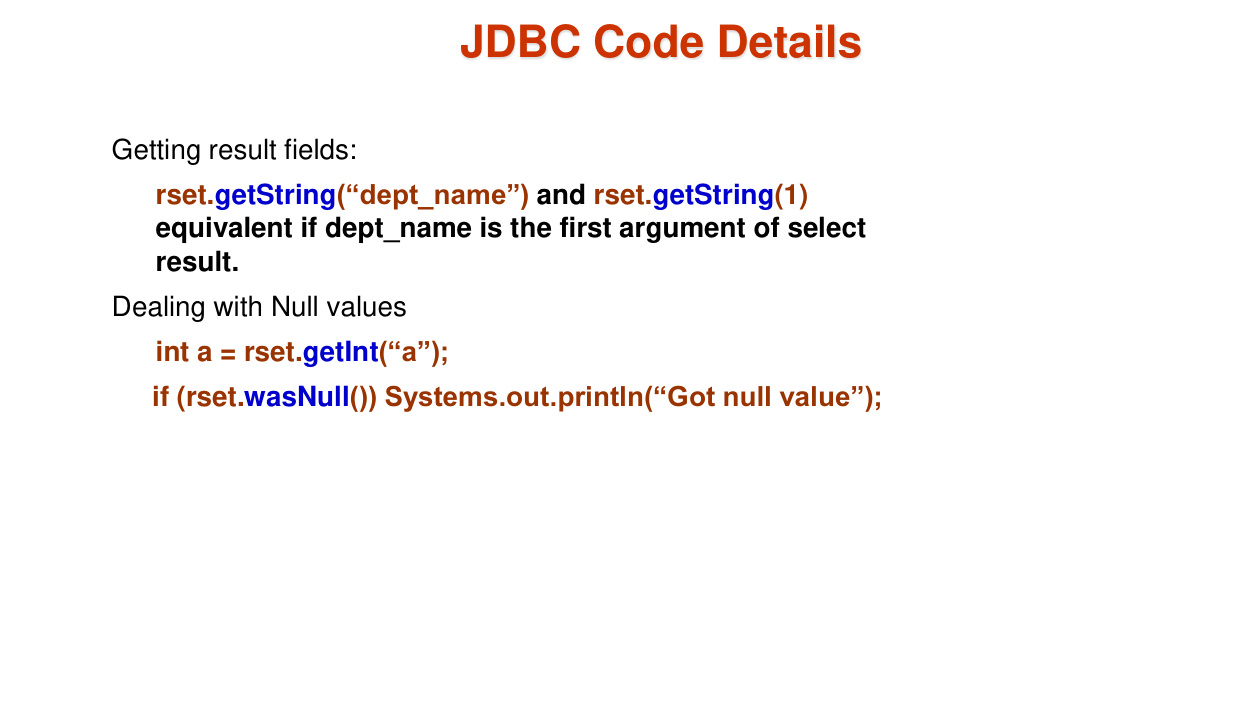 JDBC Code Details
Getting result fields:
rset.getString(“dept_name”) and rset.getString(1)
equivalent if dept_name is the first argument of select
result.
Dealing with Null values
int a = rset.getInt(“a”);
if (rset.wasNull()) Systems.out.println(“Got null value”);